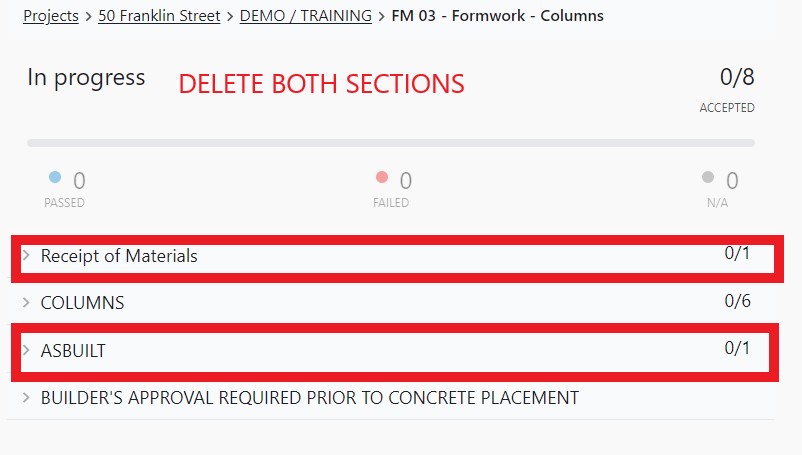 Projects > 50 Franklin Street > DEMO / TRAINING > FM 03 - Formwork - Columns
In progress DELETE BOTH SECTIONS 0/8
ACCEPTED
0 0 0
PASSED FAILED N/A
> Receipt of Materials 0/1
> COLUMNS 0/6
> ASBUILT 0/1
> BUILDER'S APPROVAL REQUIRED PRIOR TO CONCRETE PLACEMENT